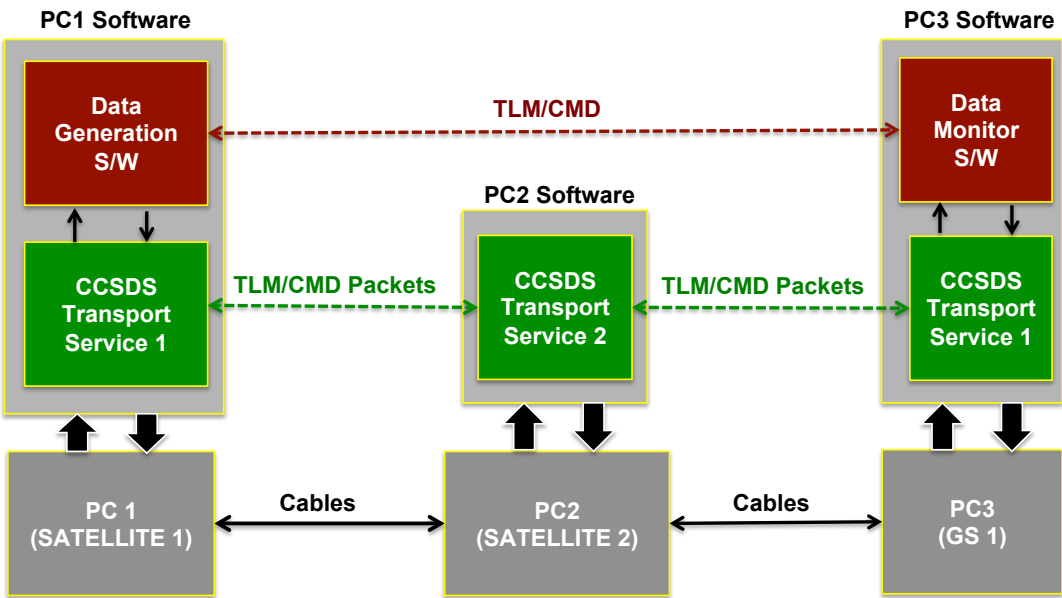 PC1 Software
PC3 Software
Data
Generation
S/W
TLM/CMD
Data
Monitor
S/W
PC2 Software
CCSDS
Transport
Service 1
TLM/CMD Packets
CCSDS
Transport
Service 2
TLM/CMD Packets
CCSDS
Transport
Service 1
PC 1
(SATELLITE 1)
Cables
PC2
(SATELLITE 2)
Cables
PC3
(GS 1)